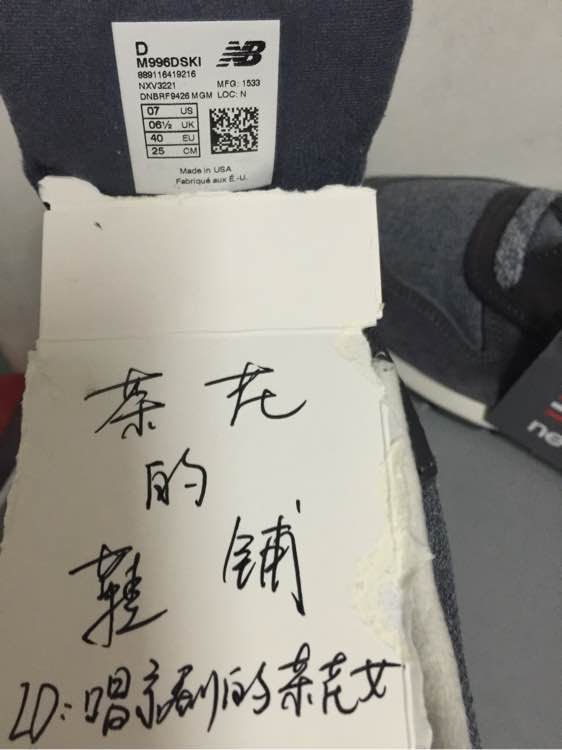 D
M996DSKI
NB
889116419216
NXV3221 MFG: 1533
DNBRF9426 MGM LOC: N
07 US
06½ UK
40 EU
25 CM
Made in USA
Fabriqué aux É.-U.
茶花
的
鞋铺
ID:唱京剧的茶花女